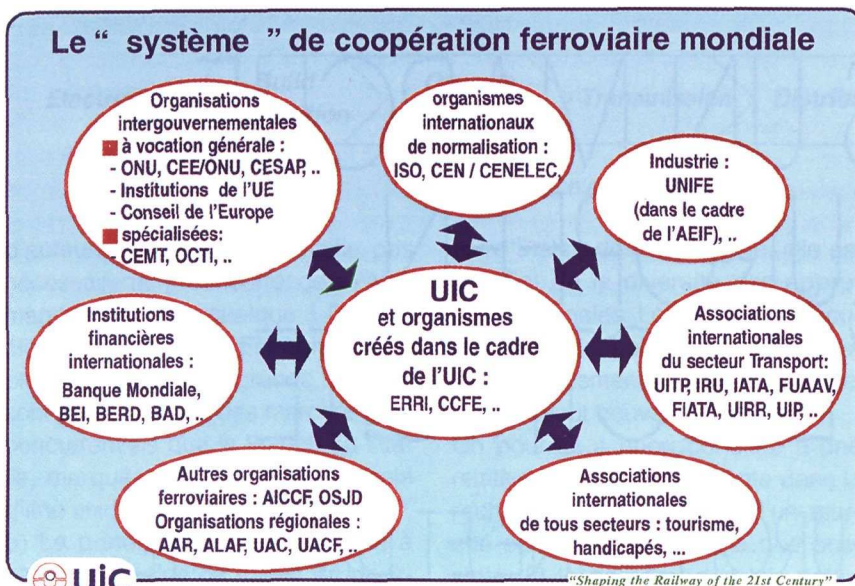 Le “ système ” de coopération ferroviaire mondiale
Organisations
intergouvernementales
à vocation générale :
- ONU, CEE/ONU, CESAP, ..
- Institutions de l'UE
- Conseil de l'Europe
spécialisées:
- CEMT, OCTI, ..
organismes
internationaux
de normalisation :
ISO, CEN / CENELEC,
Industrie :
UNIFE
(dans le cadre
de l'AEIF), ..
UIC
et organismes
créés dans le cadre
de l'UIC :
ERRI, CCFE, ..
Institutions
financières
internationales :
Banque Mondiale,
BEI, BERD, BAD, ..
Associations
internationales
du secteur Transport:
UITP, IRU, IATA, FUAAV,
FIATA, UIRR, UIP, ..
Autres organisations
ferroviaires : AICCF, OSJD
Organisations régionales :
AAR, ALAF, UAC, UACF, ..
Associations
internationales
de tous secteurs : tourisme,
handicapés, ...
UiC
"Shaping the Railway of the 21st Century"